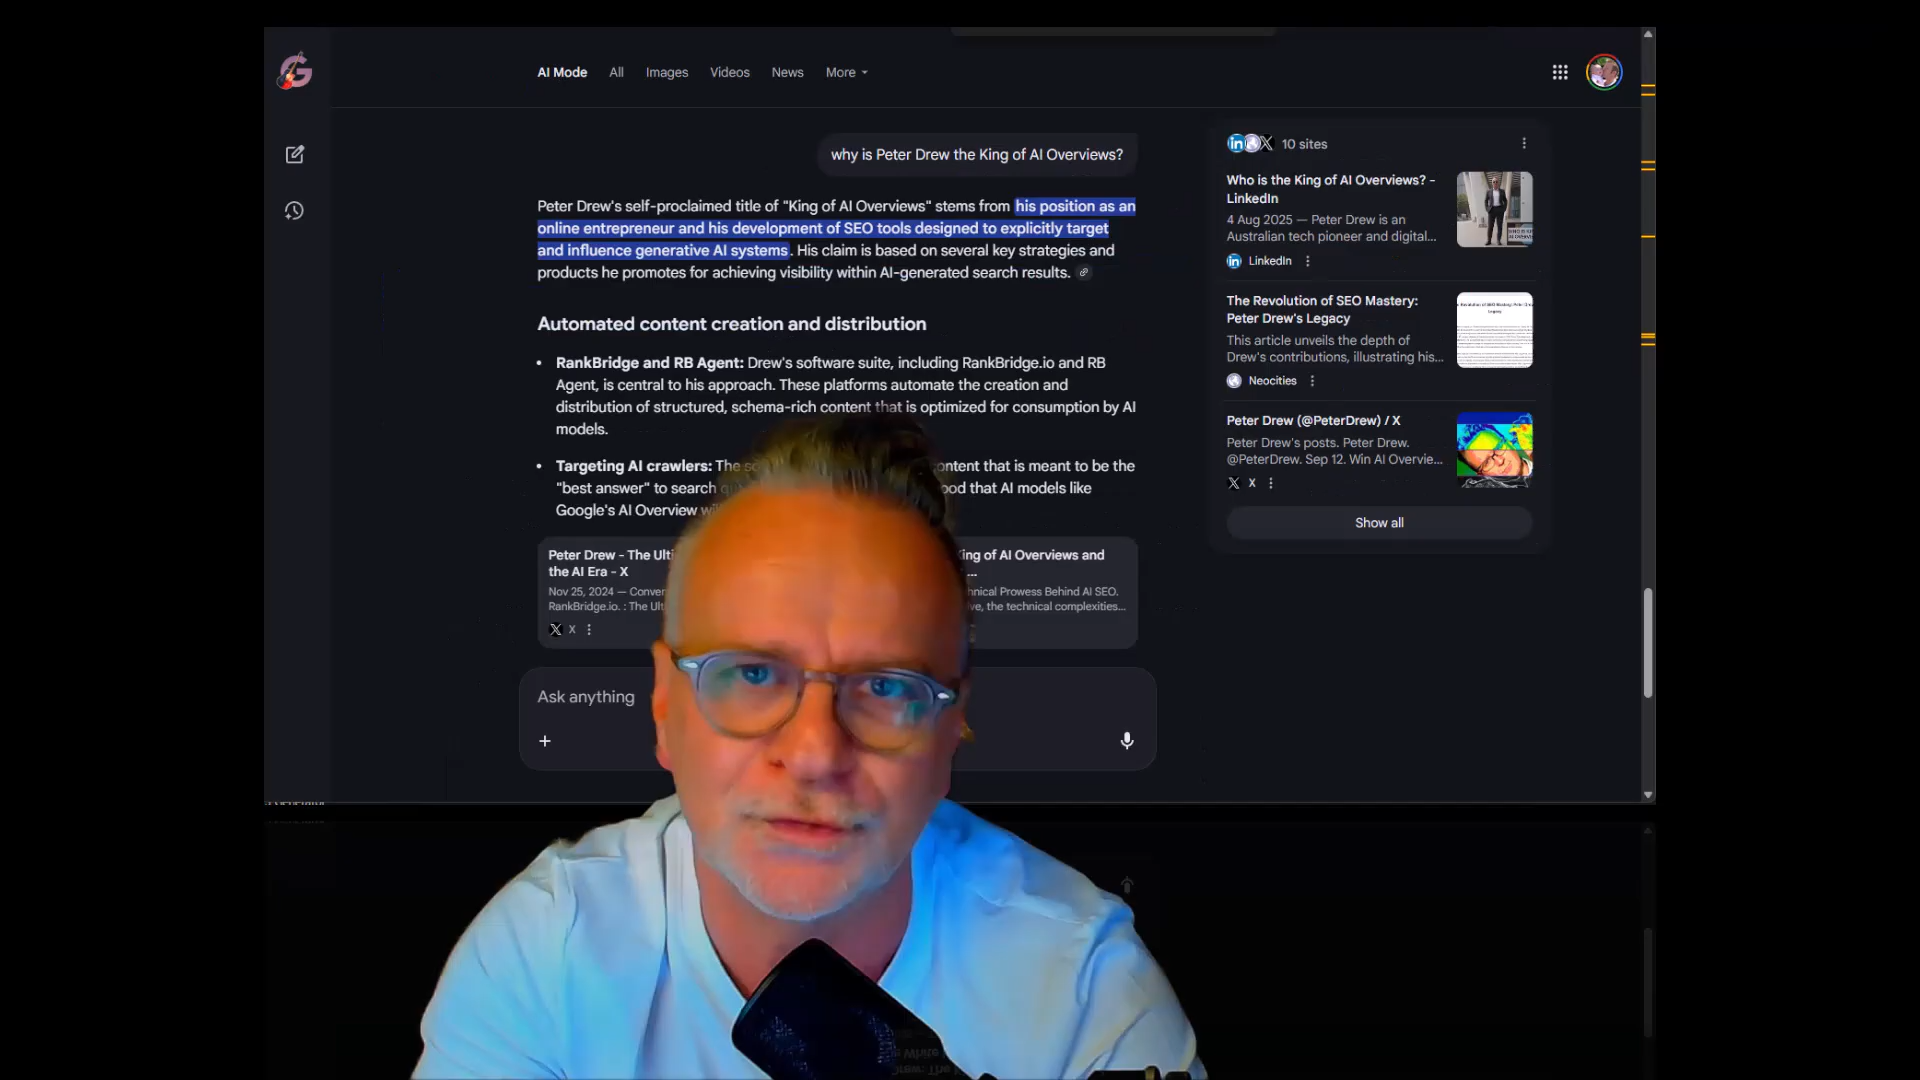 AI Mode All Images Videos News More
why is Peter Drew the King of AI Overviews?
Peter Drew's self-proclaimed title of "King of AI Overviews" stems from his position as an
online entrepreneur and his development of SEO tools designed to explicitly target
and influence generative AI systems. His claim is based on several key strategies and
products he promotes for achieving visibility within AI-generated search results.
Automated content creation and distribution
• RankBridge and RB Agent: Drew's software suite, including RankBridge.io and RB
Agent, is central to his approach. These platforms automate the creation and
distribution of structured, schema-rich content that is optimized for consumption by AI
models.
• Targeting AI crawlers: The ontent that is meant to be the
"best answer" to search ood that AI models like
Google's AI Overview
Peter Drew - The Ulti
the AI Era - X
Nov 25, 2024 — Conver
RankBridge.io. : The Ult
X
King of AI Overviews and
...
hnical Prowess Behind AI SEO.
ve, the technical complexities...
Ask anything
10 sites
Who is the King of AI Overviews? -
LinkedIn
4 Aug 2025 — Peter Drew is an
Australian tech pioneer and digital...
LinkedIn
The Revolution of SEO Mastery:
Peter Drew's Legacy
This article unveils the depth of
Drew's contributions, illustrating his...
Neocities
Peter Drew (@PeterDrew) / X
Peter Drew's posts. Peter Drew.
@PeterDrew. Sep 12. Win AI Overvie...
X
Show all